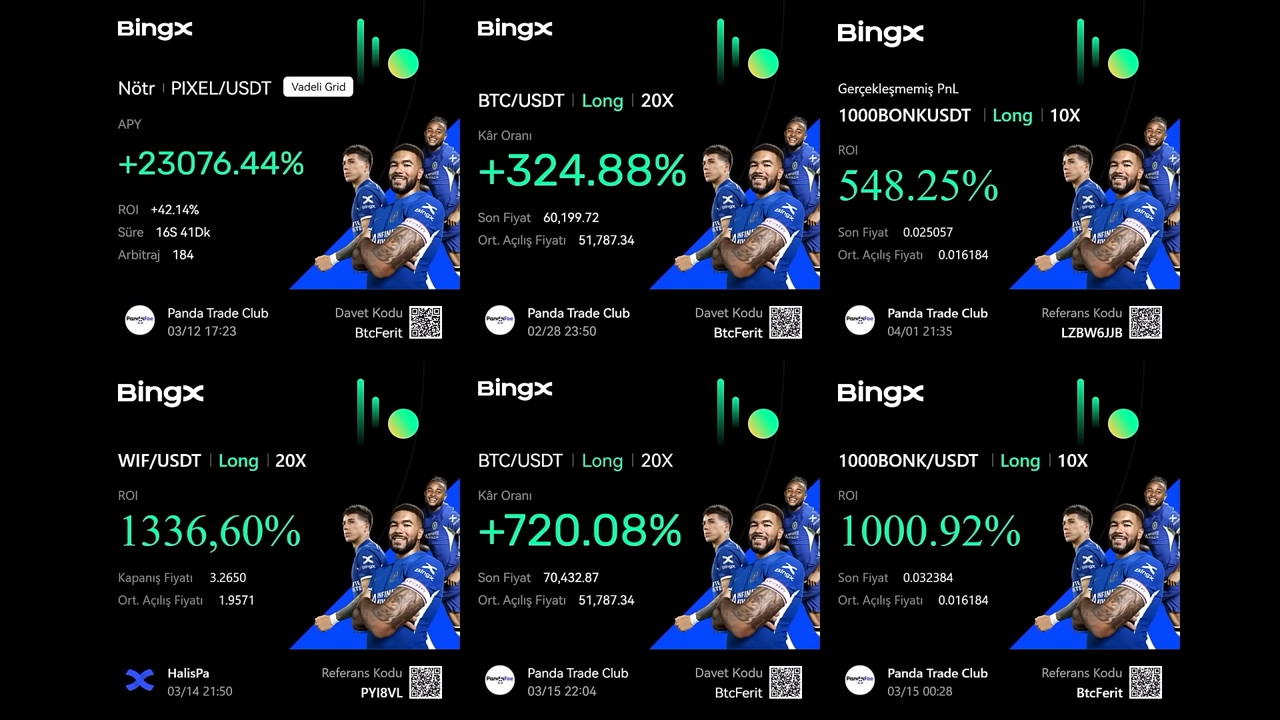 Bingx
Nötr | PIXEL/USDT Vadeli Grid
APY
+23076.44%
ROI +42.14%
Süre 16S 41Dk
Arbitraj 184
PandaFee
Panda Trade Club
03/12 17:23
Davet Kodu
BtcFerit
Bingx
BTC/USDT | Long | 20X
Kâr Oranı
+324.88%
Son Fiyat 60,199.72
Ort. Açılış Fiyatı 51,787.34
PandaFee
Panda Trade Club
02/28 23:50
Davet Kodu
BtcFerit
Bingx
Gerçekleşmemiş PnL
1000BONKUSDT | Long | 10X
ROI
548.25%
Son Fiyat 0.025057
Ort. Açılış Fiyatı 0.016184
PandaFee
Panda Trade Club
04/01 21:35
Referans Kodu
LZBW6JJB
Bingx
WIF/USDT | Long | 20X
ROI
1336,60%
Kapanış Fiyatı 3.2650
Ort. Açılış Fiyatı 1.9571
HalisPa
03/14 21:50
Referans Kodu
PYI8VL
Bingx
BTC/USDT | Long | 20X
Kâr Oranı
+720.08%
Son Fiyat 70,432.87
Ort. Açılış Fiyatı 51,787.34
PandaFee
Panda Trade Club
03/15 22:04
Davet Kodu
BtcFerit
Bingx
1000BONK/USDT | Long | 10X
ROI
1000.92%
Son Fiyat 0.032384
Ort. Açılış Fiyatı 0.016184
PandaFee
Panda Trade Club
03/15 00:28
Referans Kodu
BtcFerit